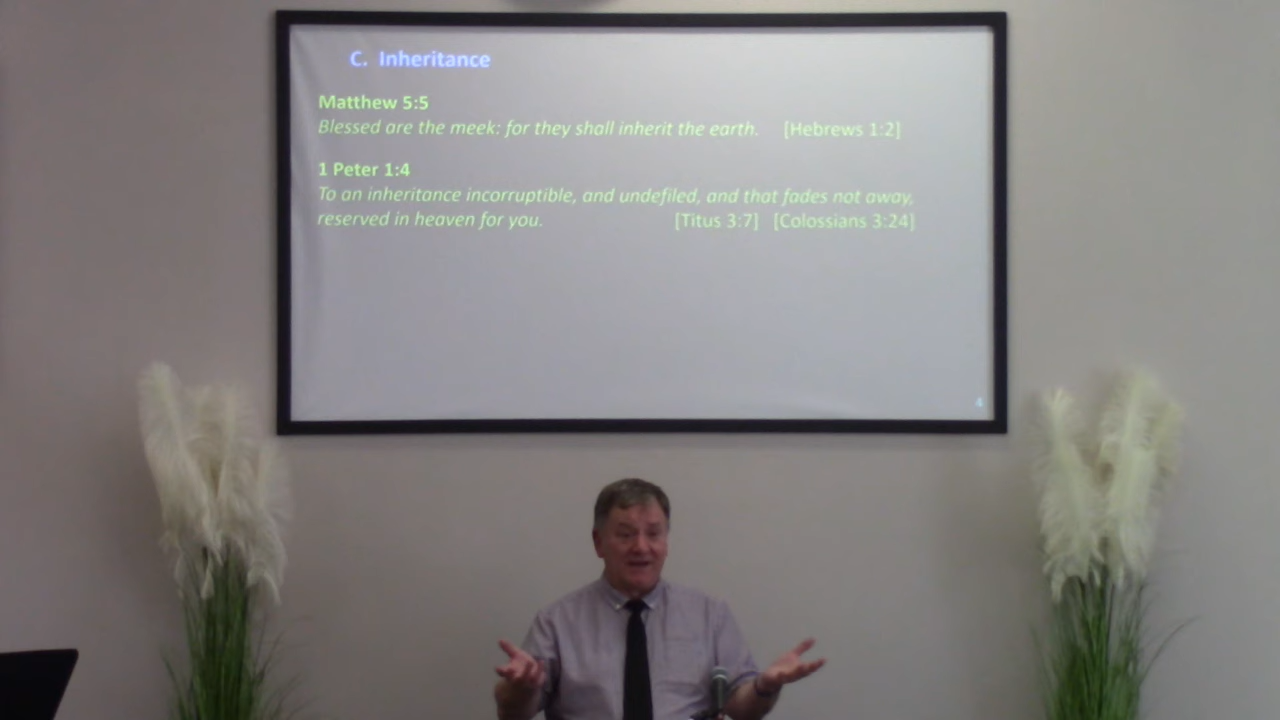 C. Inheritance
Matthew 5:5
Blessed are the meek: for they shall inherit the earth. [Hebrews 1:2]
1 Peter 1:4
To an inheritance incorruptible, and undefiled, and that fades not away,
reserved in heaven for you. [Titus 3:7] [Colossians 3:24]
4